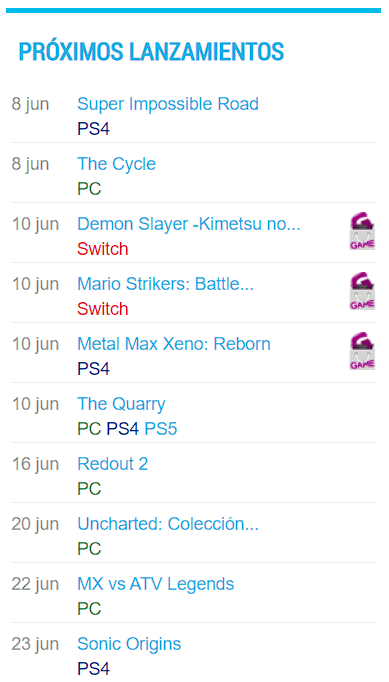 PRÓXIMOS LANZAMIENTOS
8 jun Super Impossible Road
PS4
8 jun The Cycle
PC
10 jun Demon Slayer -Kimetsu no...
Switch
GAME
10 jun Mario Strikers: Battle...
Switch
GAME
10 jun Metal Max Xeno: Reborn
PS4
GAME
10 jun The Quarry
PC PS4 PS5
16 jun Redout 2
PC
20 jun Uncharted: Colección...
PC
22 jun MX vs ATV Legends
PC
23 jun Sonic Origins
PS4